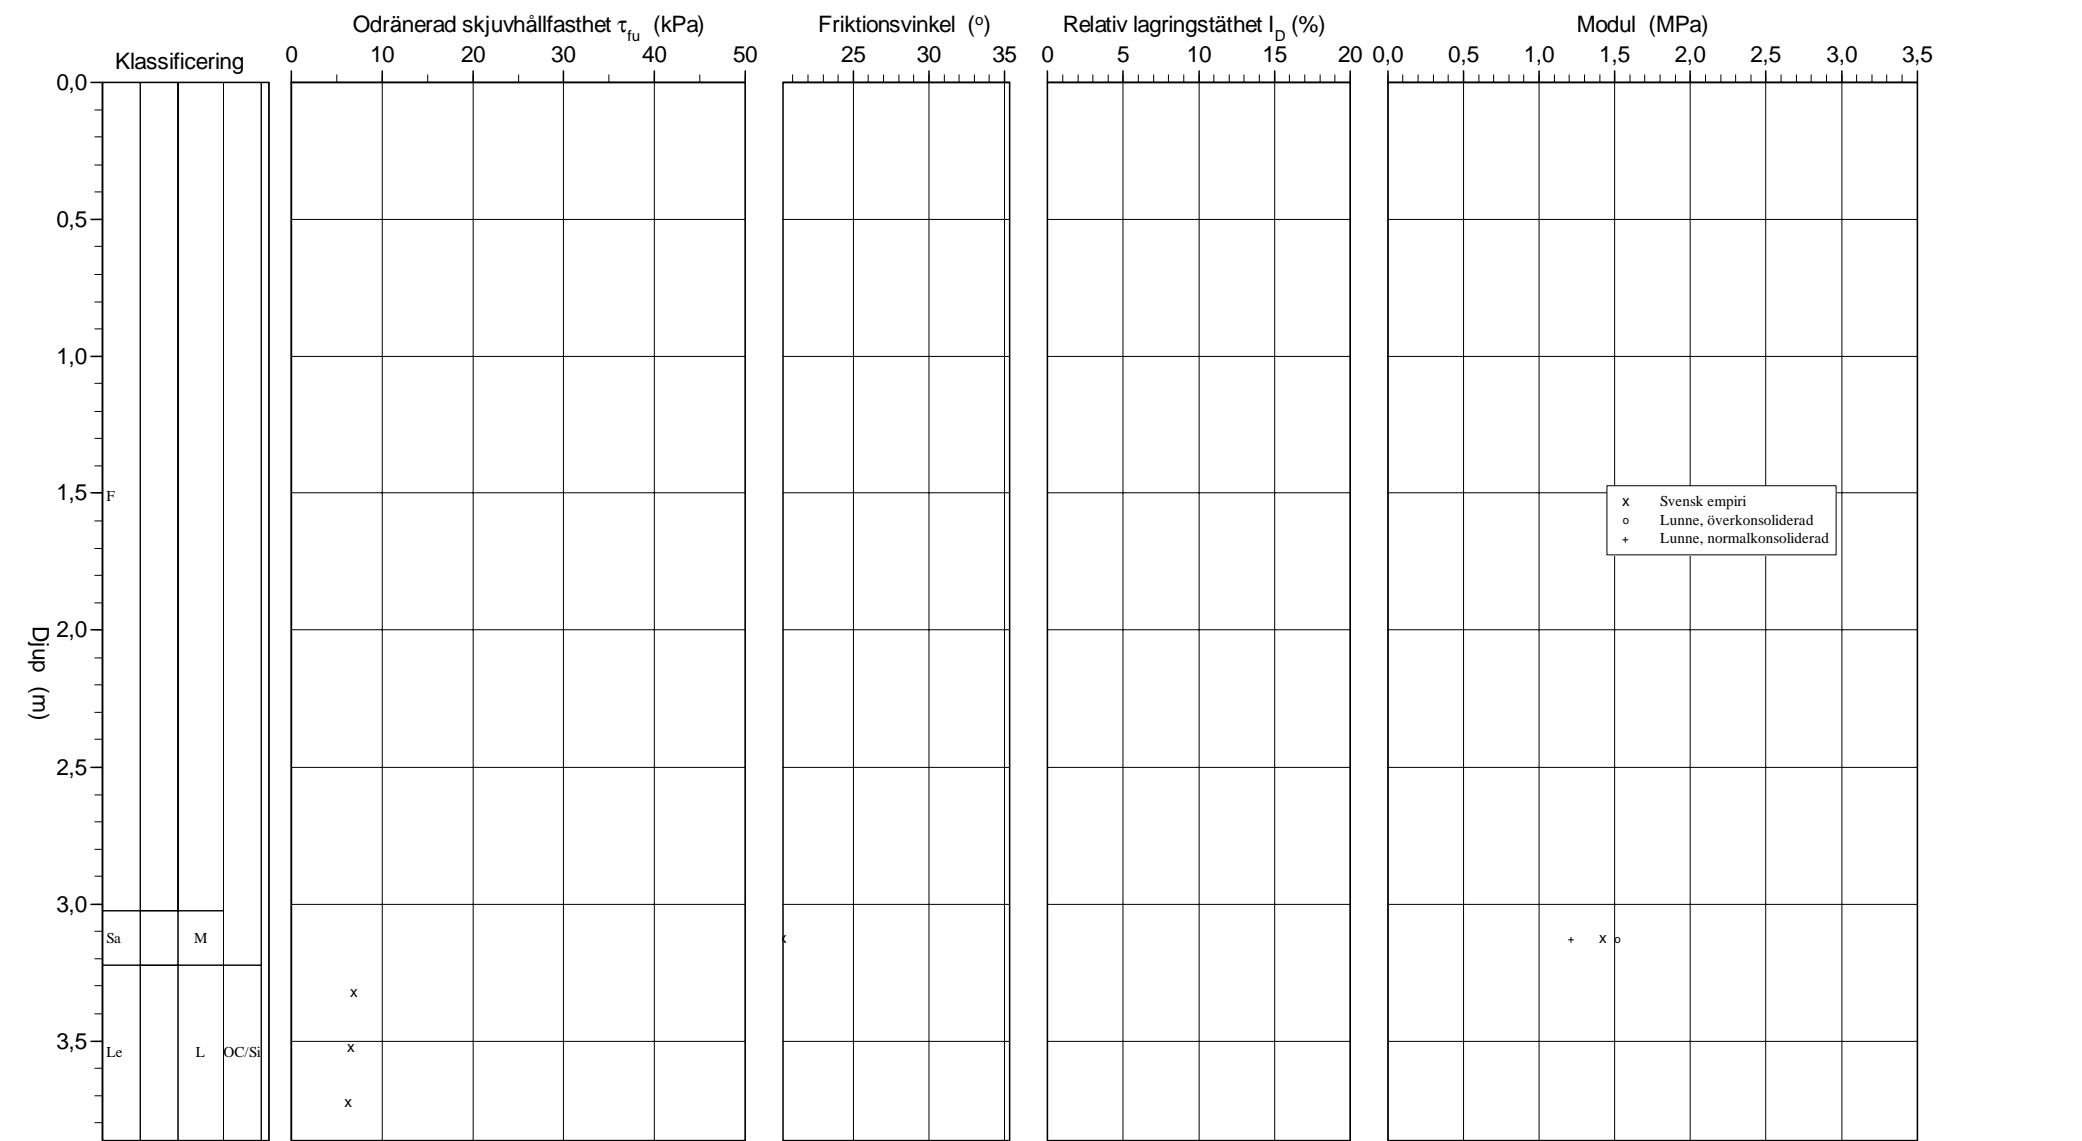 Odränerad skjuvhållfasthet τfu (kPa)
Friktionsvinkel (º)
Relativ lagringstäthet ID (%)
Modul (MPa)
Klassificering
0 10 20 30 40 50
25 30 35
0 5 10 15 20
0,0 0,5 1,0 1,5 2,0 2,5 3,0 3,5
0,0
0,5
1,0
1,5
F
x Svensk empiri
o Lunne, överkonsoliderad
+ Lunne, normalkonsoliderad
2,0
Djup (m)
2,5
3,0
Sa M
3,5
Le L OC/Si